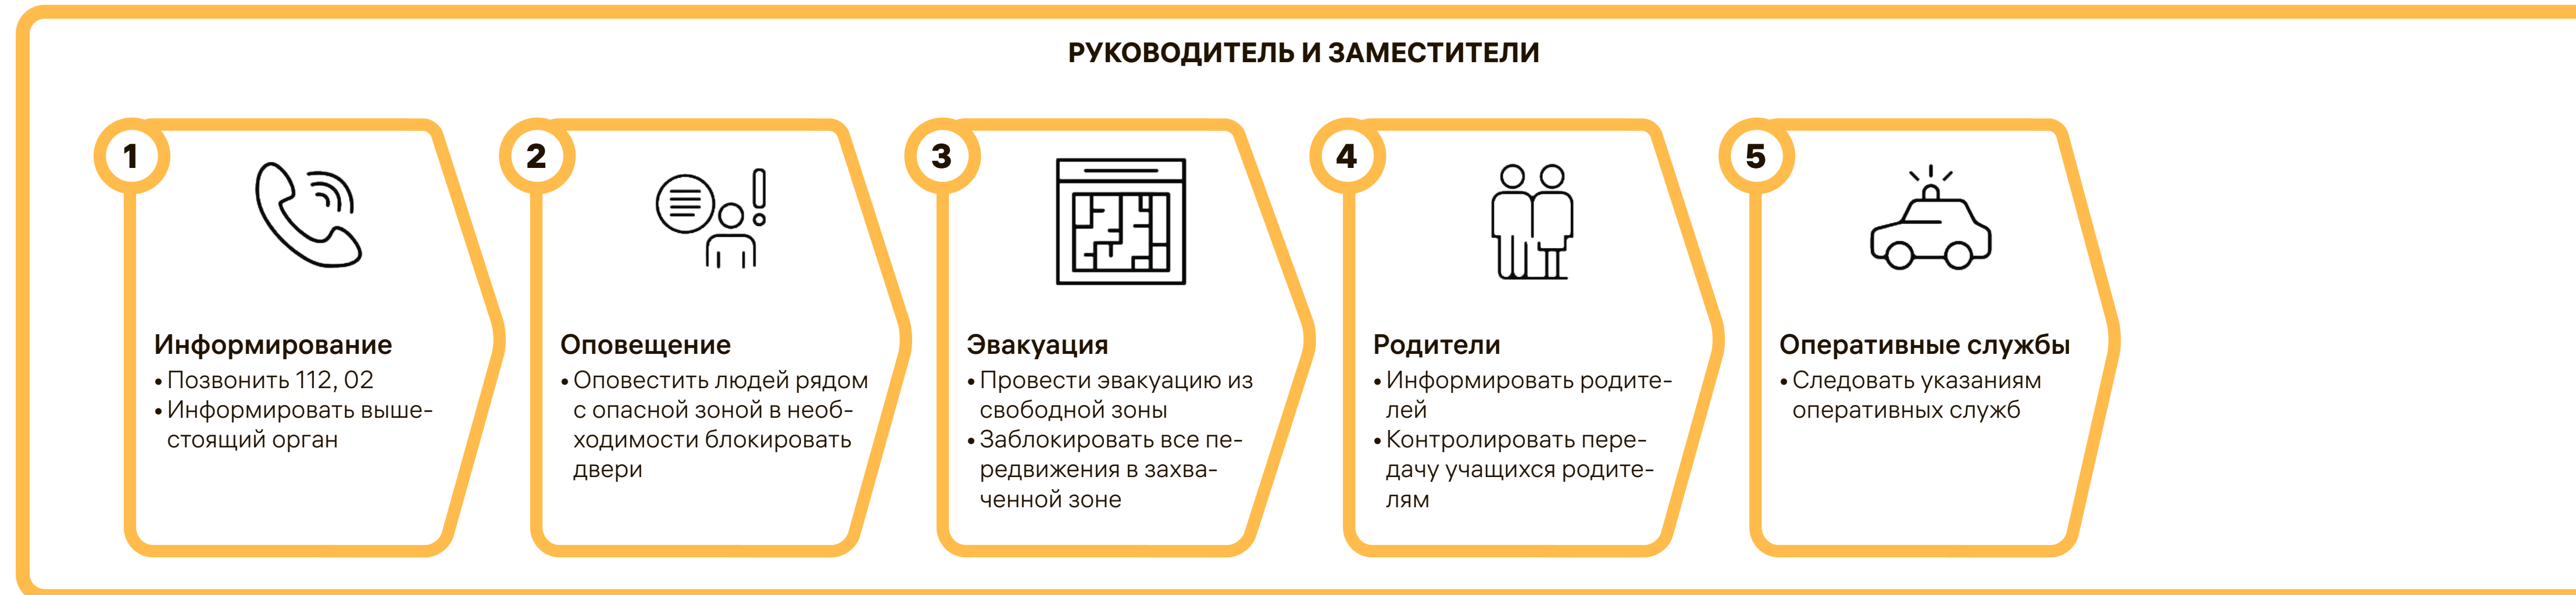 РУКОВОДИТЕЛЬ И ЗАМЕСТИТЕЛИ
1
Информирование
• Позвонить 112, 02
• Информировать выше-
стоящий орган
2
Оповещение
• Оповестить людей рядом
с опасной зоной в необ-
ходимости блокировать
двери
3
Эвакуация
• Провести эвакуацию из
свободной зоны
• Заблокировать все пе-
редвижения в захва-
ченной зоне
4
Родители
• Информировать родите-
лей
• Контролировать пере-
дачу учащихся родите-
лям
5
Оперативные службы
• Следовать указаниям
оперативных служб